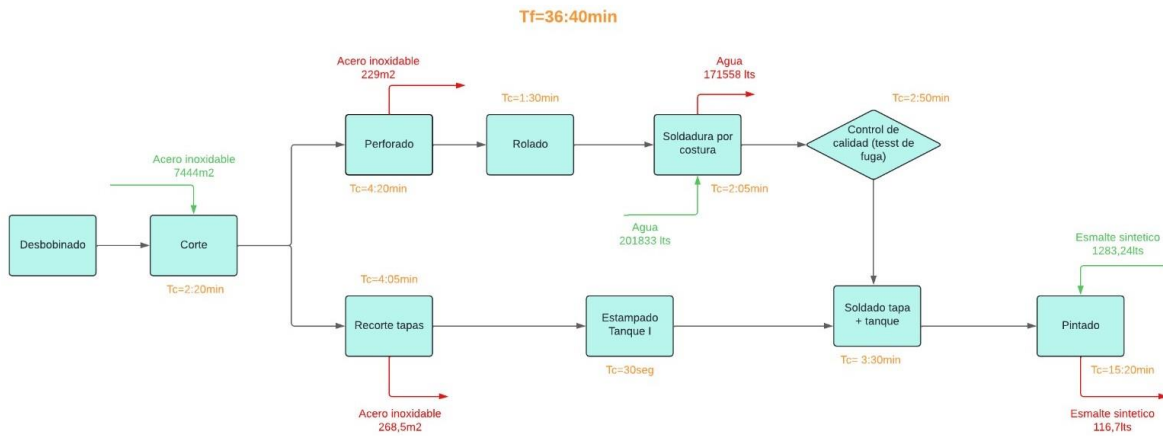 Tf=36:40min
Acero inoxidable
229m2
Agua
171558 lts
Tc=1:30min
Tc=2:50min
Perforado
Rolado
Soldadura por
costura
Control de
calidad (tesst de
fuga)
Acero inoxidable
7444m2
Tc=4:20min
Tc=2:05min
Desbobinado
Corte
Agua
201833 lts
Esmalte sintetico
1283,24lts
Tc=2:20min
Tc=4:05min
Recorte tapas
Estampado
Tanque I
Soldado tapa
+ tanque
Pintado
Tc=30seg
Tc= 3:30min
Tc=15:20min
Acero inoxidable
268,5m2
Esmalte sintetico
116,7lts